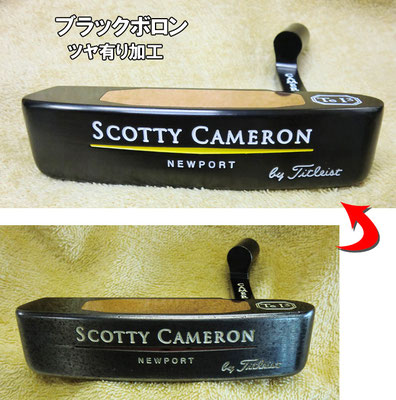 ブラックボロン
ツヤ有り加工
SCOTTY CAMERON
NEWPORT
by Titleist
SCOTTY CAMERON
NEWPORT
by Titleist